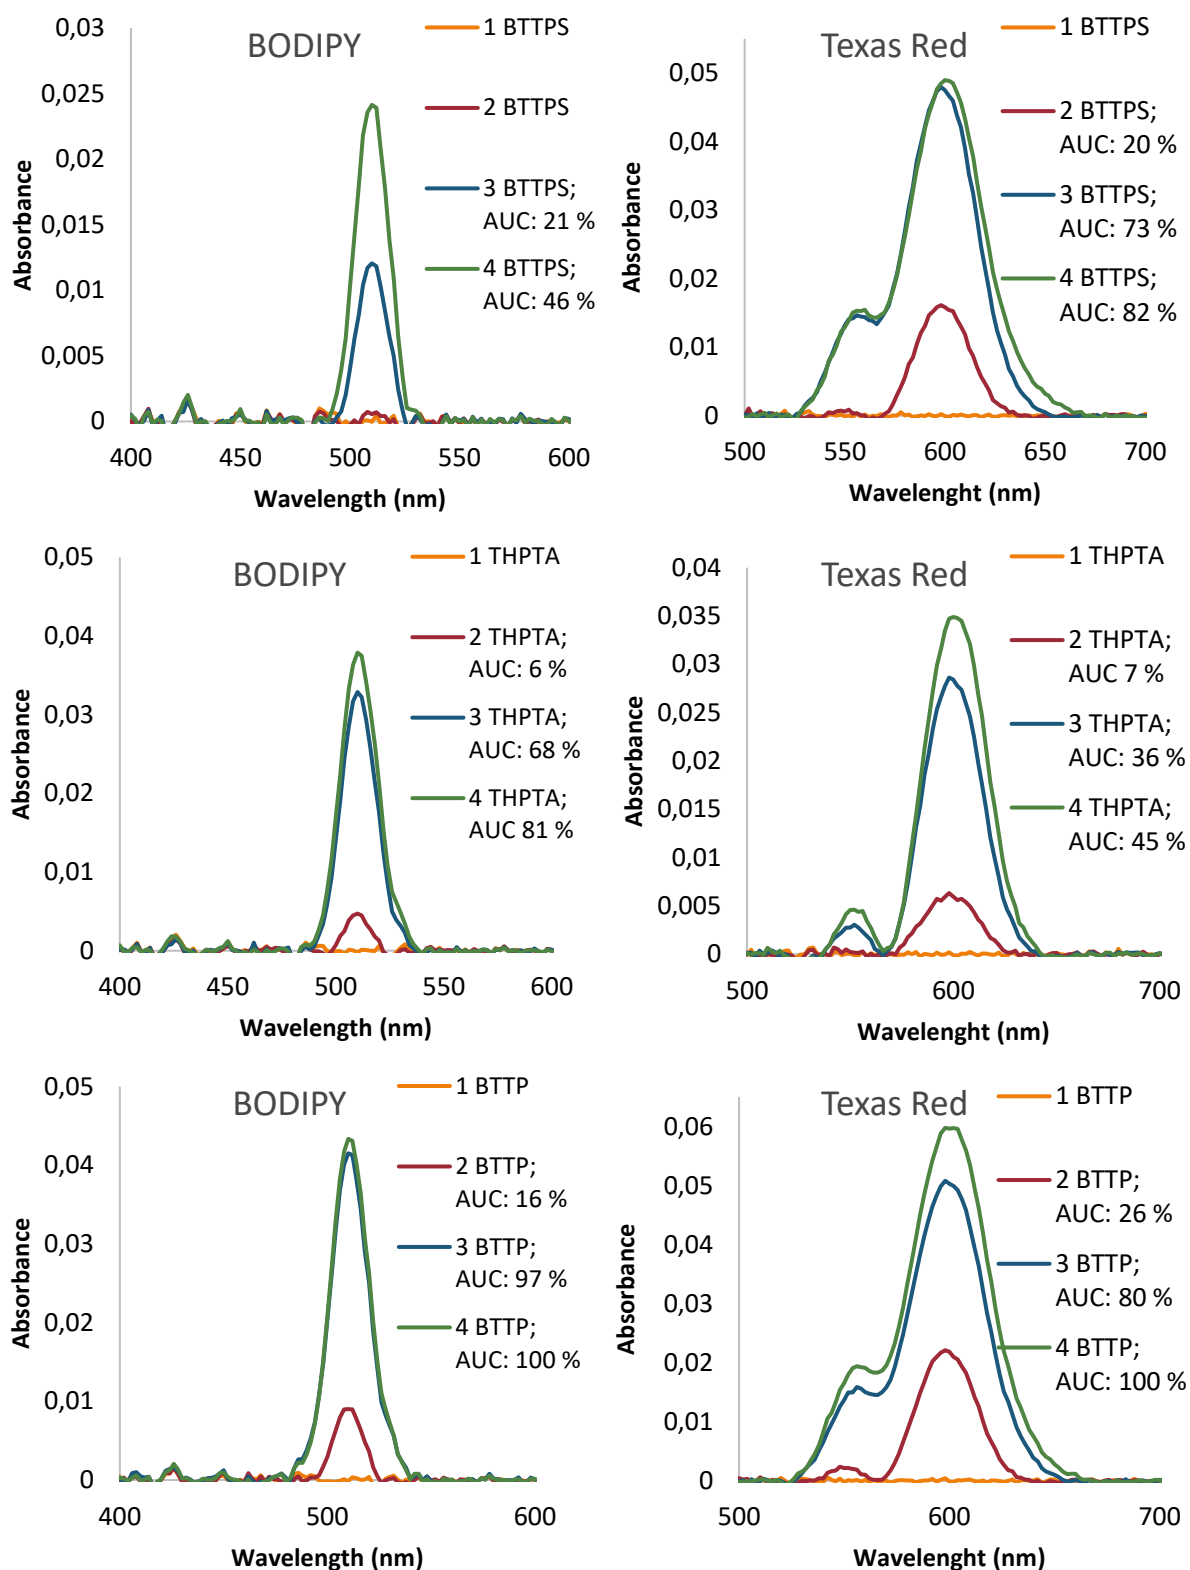 BODIPY
0,03
0,025
0,02
0,015
0,01
0,005
0
Absorbance
400 450 500 550 600
Wavelength (nm)
1 BTTPS
2 BTTPS
3 BTTPS;
AUC: 21 %
4 BTTPS;
AUC: 46 %
Texas Red
0,05
0,04
0,03
0,02
0,01
0
Absorbance
500 550 600 650 700
Wavelenght (nm)
1 BTTPS
2 BTTPS;
AUC: 20 %
3 BTTPS;
AUC: 73 %
4 BTTPS;
AUC: 82 %
BODIPY
0,05
0,04
0,03
0,02
0,01
0
Absorbance
400 450 500 550 600
Wavelength (nm)
1 THPTA
2 THPTA;
AUC: 6 %
3 THPTA;
AUC: 68 %
4 THPTA;
AUC 81 %
Texas Red
0,04
0,035
0,03
0,025
0,02
0,015
0,01
0,005
0
Absorbance
500 600 700
Wavelenght (nm)
1 THPTA
2 THPTA;
AUC 7 %
3 THPTA;
AUC: 36 %
4 THPTA;
AUC: 45 %
BODIPY
0,05
0,04
0,03
0,02
0,01
0
Absorbance
400 500 600
Wavelength (nm)
1 BTTP
2 BTTP;
AUC: 16 %
3 BTTP;
AUC: 97 %
4 BTTP;
AUC: 100 %
Texas Red
0,06
0,05
0,04
0,03
0,02
0,01
0
Absorbance
500 600 700
Wavelenght (nm)
1 BTTP
2 BTTP;
AUC: 26 %
3 BTTP;
AUC: 80 %
4 BTTP;
AUC: 100 %